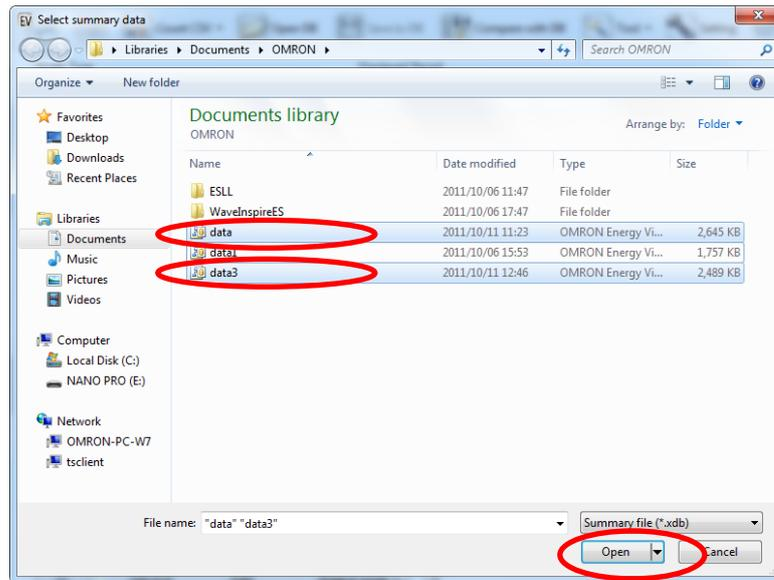 EV Select summary data
Libraries Documents OMRON Search OMRON
Organize New folder
Favorites
Desktop
Downloads
Recent Places
Libraries
Documents
Music
Pictures
Videos
Computer
Local Disk (C:)
NANO PRO (E:)
Network
OMRON-PC-W7
tsclient
Documents library
OMRON
Arrange by: Folder
Name Date modified Type Size
ESLL 2011/10/06 11:47 File folder
WaveInspireES 2011/10/06 17:47 File folder
data 2011/10/11 11:23 OMRON Energy Vi... 2,645 KB
data1 2011/10/06 15:53 OMRON Energy Vi... 1,757 KB
data3 2011/10/11 12:46 OMRON Energy Vi... 2,489 KB
File name: "data" "data3" Summary file (*.xdb)
Open Cancel